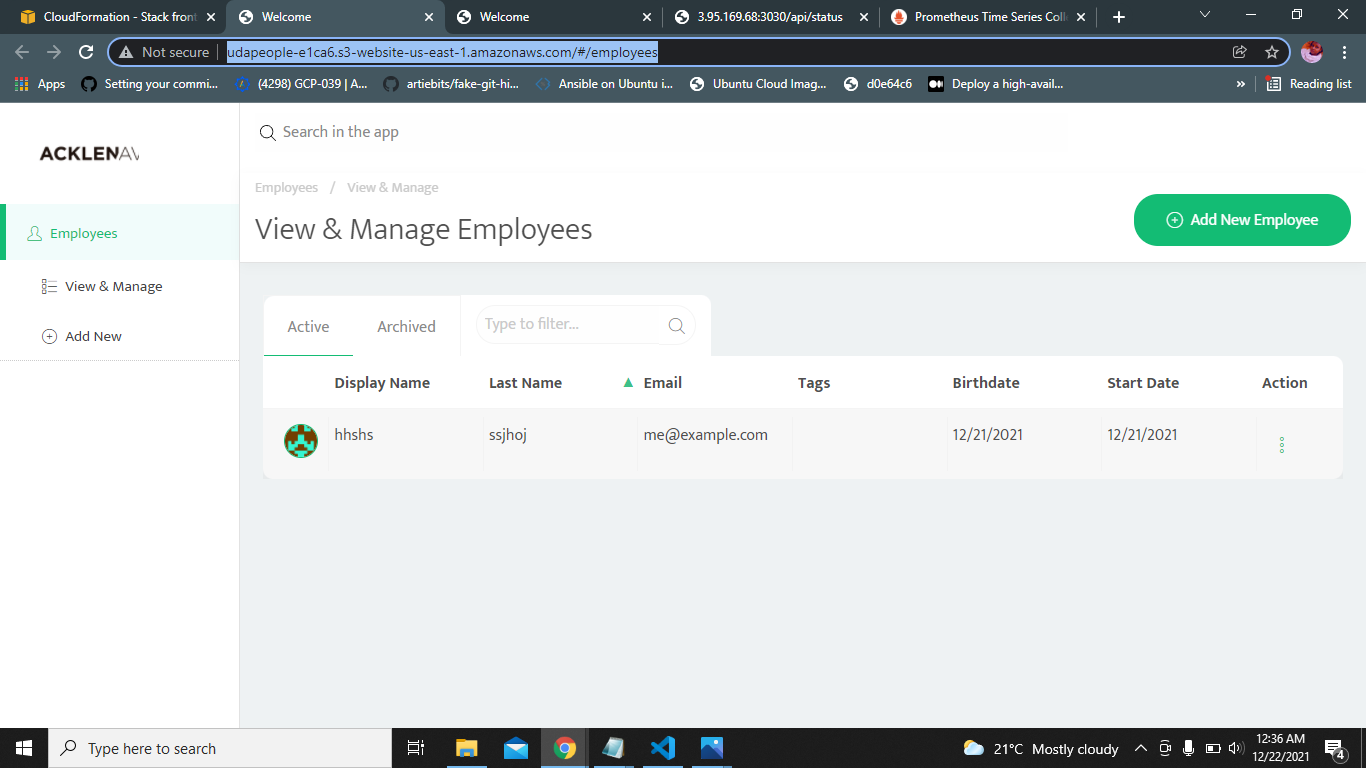 CloudFormation - Stack front
Welcome
Welcome
3.95.169.68:3030/api/status
Prometheus Time Series Coll
Not secure
udapeople-e1ca6.s3-website-us-east-1.amazonaws.com/#/employees
Apps
Setting your commi...
(4298) GCP-039 | A...
artiebits/fake-git-hi...
Ansible on Ubuntu i...
Ubuntu Cloud Imag...
d0e64c6
Deploy a high-avail...
»
Reading list
ACKLENAV
Search in the app
Employees / View & Manage
View & Manage Employees
Add New Employee
Employees
View & Manage
Add New
Active
Archived
Type to filter...
Display Name Last Name Email Tags Birthdate Start Date Action
hhshs ssjhoj me@example.com 12/21/2021 12/21/2021
Type here to search
21°C Mostly cloudy
12:36 AM
12/22/2021
4